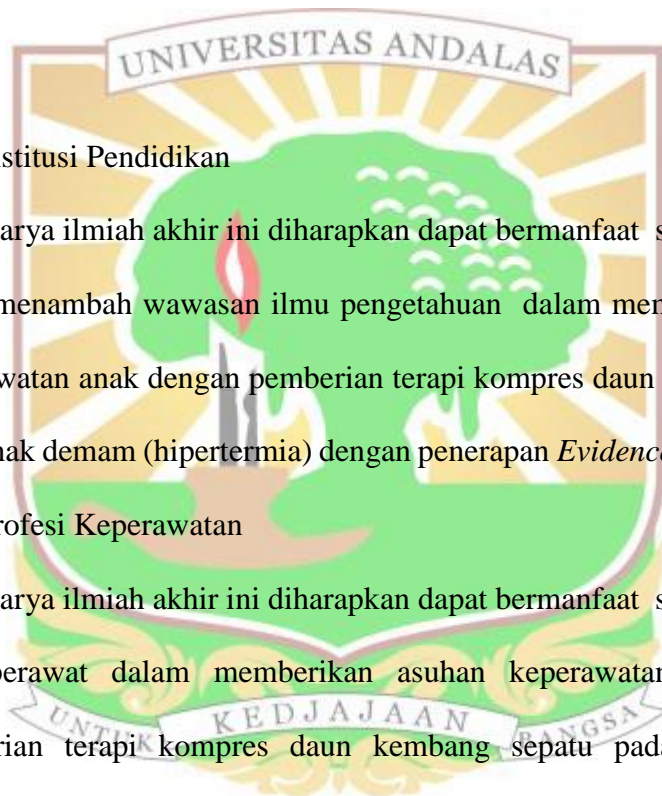 UNIVERSITAS ANDALAS
stitusi Pendidikan
arya ilmiah akhir ini diharapkan dapat bermanfaat s
menambah wawasan ilmu pengetahuan dalam men
watan anak dengan pemberian terapi kompres daun
nak demam (hipertermia) dengan penerapan Evidence
rofesi Keperawatan
arya ilmiah akhir ini diharapkan dapat bermanfaat s
perawat dalam memberikan asuhan keperawatan
UNTUK KEDJAJAAN BANGSA
rian terapi kompres daun kembang sepatu pada